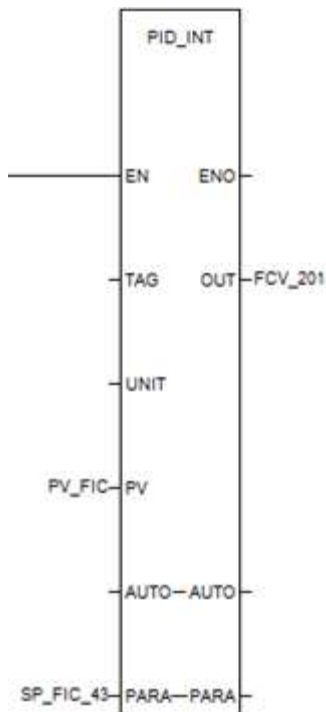 PID_INT
EN ENO
TAG OUT FCV_201
UNIT
PV_FIC PV
AUTO AUTO
SP_FIC_43 PARA PARA